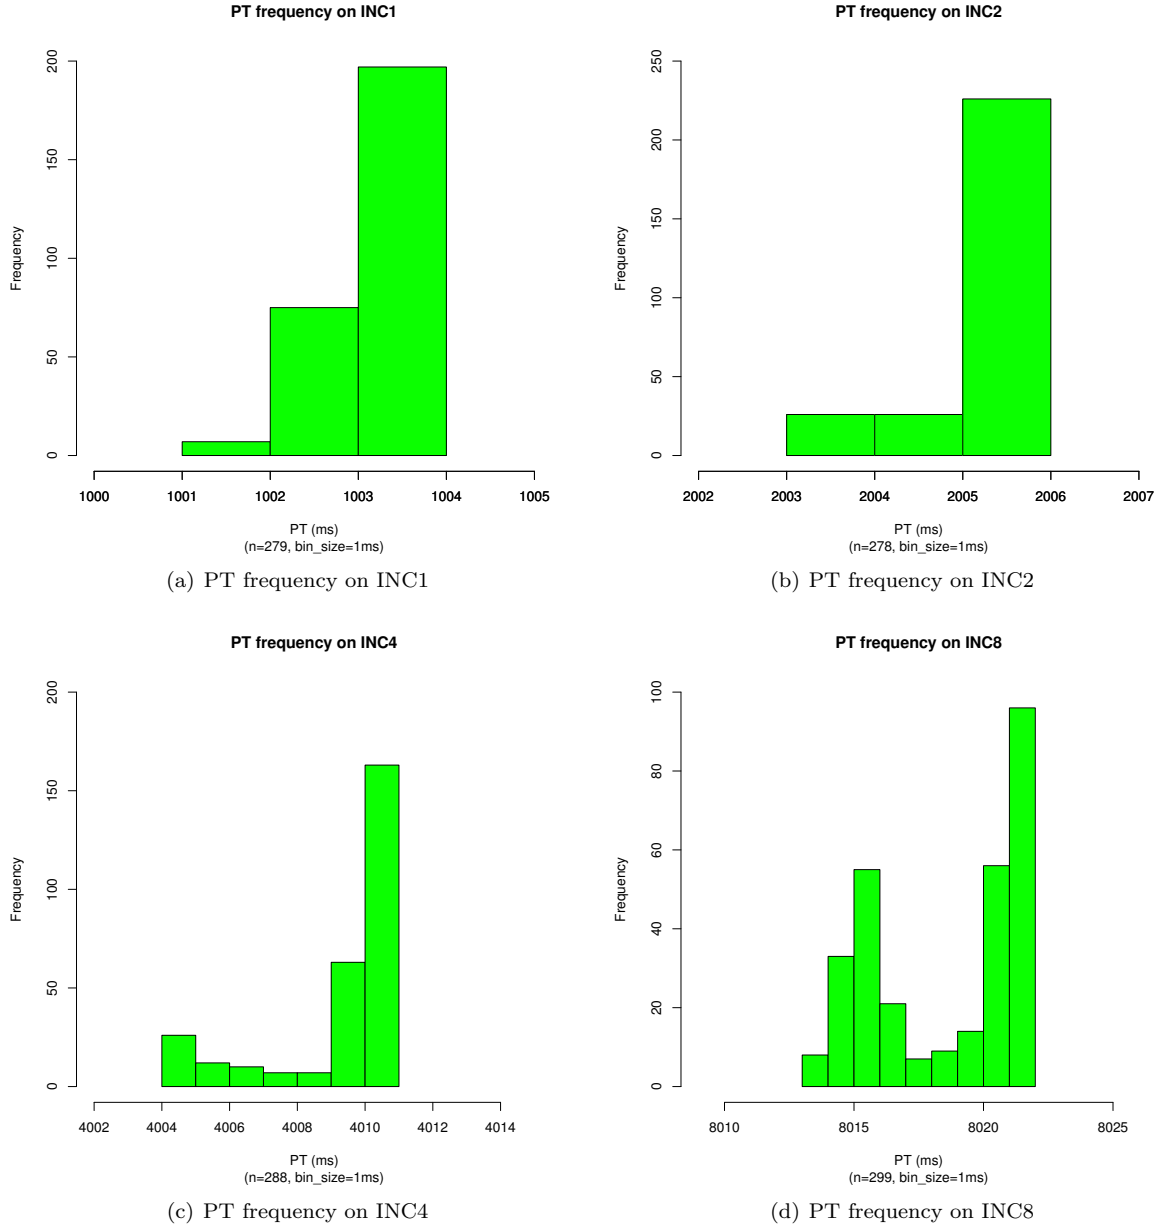 PT frequency on INC1
Frequency
200
150
100
50
0
1000 1001 1002 1003 1004 1005
PT (ms)
(n=279, bin_size=1ms)
(a) PT frequency on INC1
PT frequency on INC2
Frequency
250
200
150
100
50
0
2002 2003 2004 2005 2006 2007
PT (ms)
(n=278, bin_size=1ms)
(b) PT frequency on INC2
PT frequency on INC4
Frequency
200
150
100
50
0
4002 4004 4006 4008 4010 4012 4014
PT (ms)
(n=288, bin_size=1ms)
(c) PT frequency on INC4
PT frequency on INC8
Frequency
100
80
60
40
20
0
8010 8015 8020 8025
PT (ms)
(n=299, bin_size=1ms)
(d) PT frequency on INC8